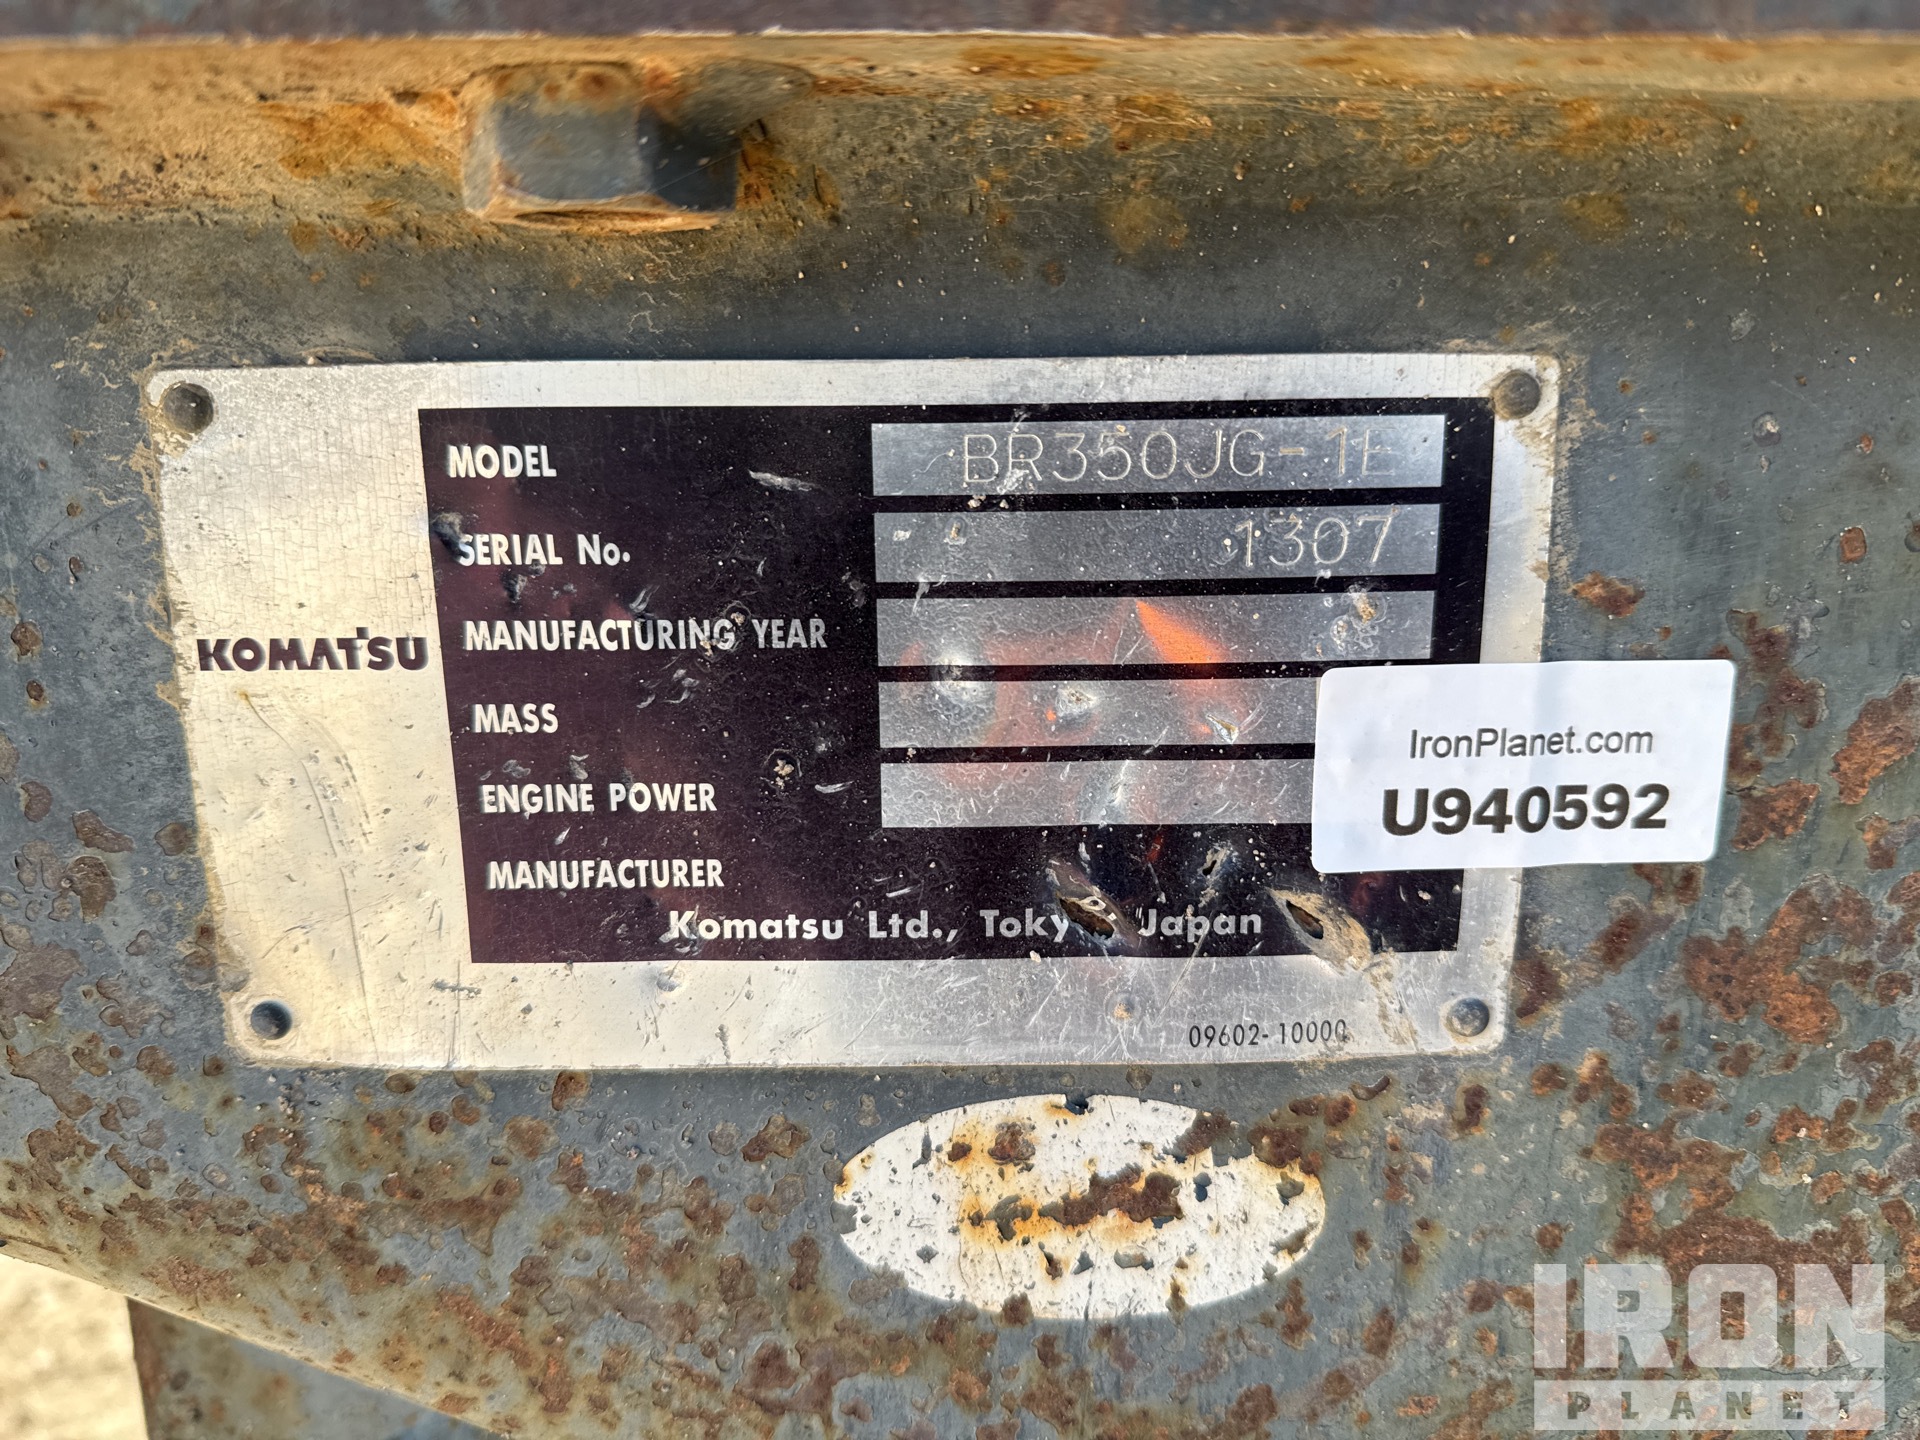 KOMATSU
MODEL BR350JG-1E
SERIAL No. 1307
MANUFACTURING YEAR
MASS
ENGINE POWER
MANUFACTURER
Komatsu Ltd., Japan
09602-10000
IronPlanet.com
U940592
IRON
PLANET